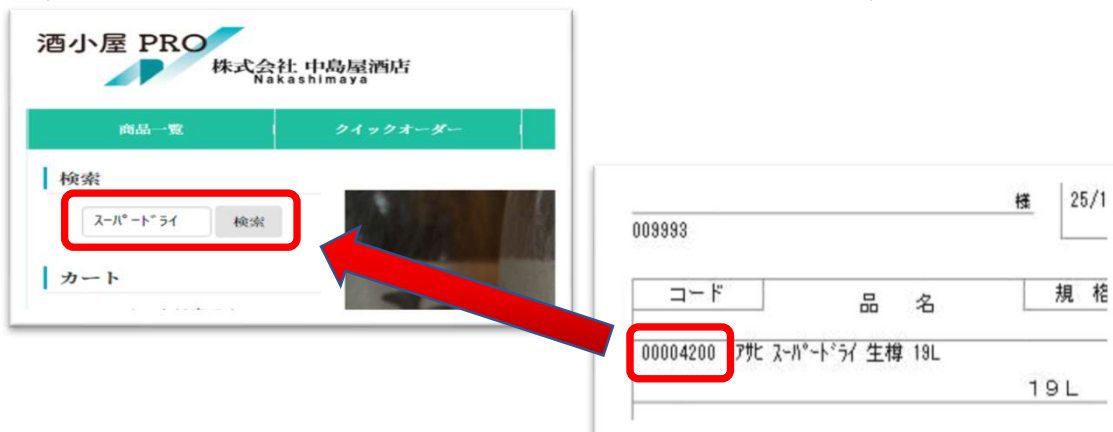 酒小屋 PRO
株式会社 中島屋酒店
Nakashimaya
商品一覧
クイックオーダー
検索
ｽｰﾊﾟｰﾄﾞﾗｲ
検索
カート
様
25/1
009993
コード
品 名
規 格
00004200
ｱｻﾋ ｽｰﾊﾟｰﾄﾞﾗｲ 生樽 19L
19L